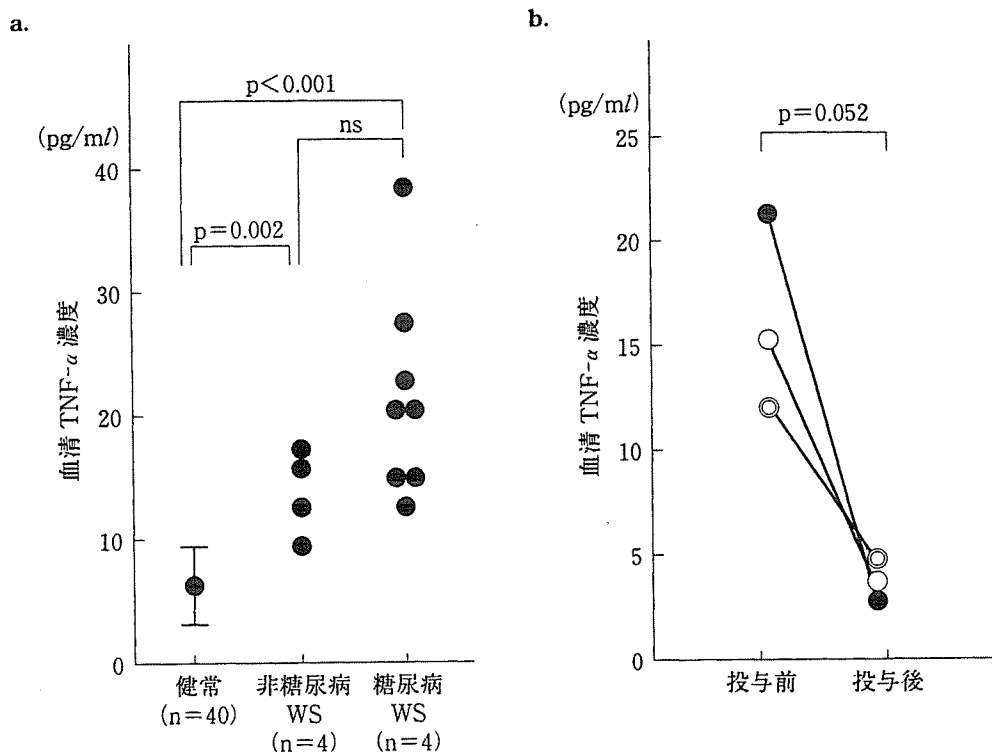 a.
p<0.001
ns
(pg/ml)
p=0.002
40
30
20
10
0
血清 TNF-α 濃度
健常
(n=40)
非糖尿病
WS
(n=4)
糖尿病
WS
(n=4)
b.
(pg/ml)
p=0.052
25
20
15
10
5
0
血清 TNF-α 濃度
投与前
投与後